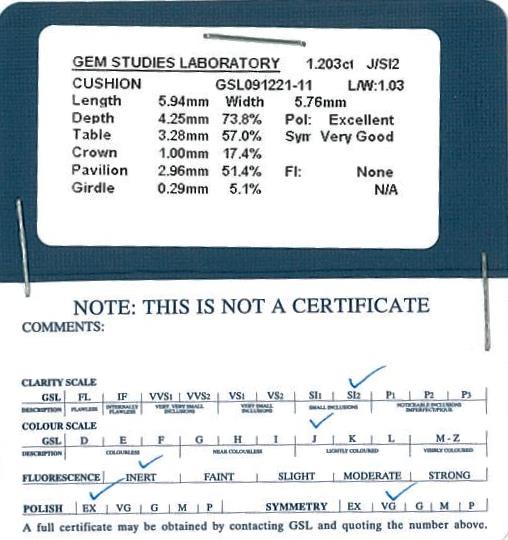 GEM STUDIES LABORATORY 1.203ct J/SI2
CUSHION GSL091221-11 L/W:1.03
Length 5.94mm Width 5.76mm
Depth 4.25mm 73.8% Pol: Excellent
Table 3.28mm 57.0% Sym Very Good
Crown 1.00mm 17.4%
Pavilion 2.96mm 51.4% Fl: None
Girdle 0.29mm 5.1% N/A
NOTE: THIS IS NOT A CERTIFICATE
COMMENTS:
CLARITY SCALE
GSL FL IF VVS1 VVS2 VS1 VS2 SI1 SI2 P1 P2 P3
DESCRIPTION FLAWLESS INTERNALLY FLAWLESS VERY VERY SMALL INCLUSIONS VERY SMALL INCLUSIONS SMALL INCLUSIONS NOTICEABLE INCLUSIONS IMPERFECT/PIQUE
COLOUR SCALE
GSL D E F G H I J K L M - Z
DESCRIPTION COLOURLESS NEAR COLOURLESS LIGHTLY COLOURED VISIBLY COLOURED
FLUORESCENCE INERT FAINT SLIGHT MODERATE STRONG
POLISH EX VG G M P SYMMETRY EX VG G M P
A full certificate may be obtained by contacting GSL and quoting the number above.